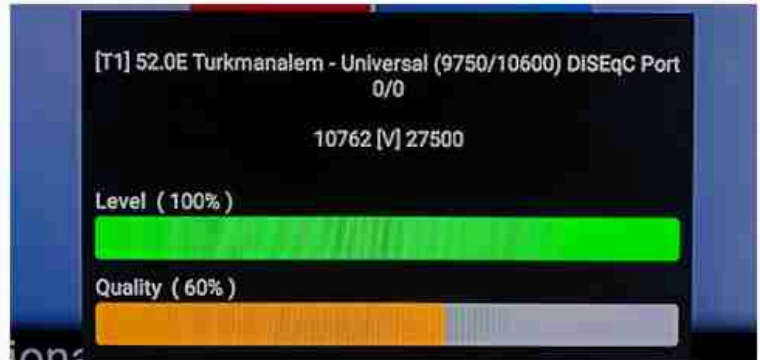 [T1] 52.0E Turkmanalem - Universal (9750/10600) DiSEqC Port
0/0
10762 [V] 27500
Level ( 100% )
Quality ( 60% )